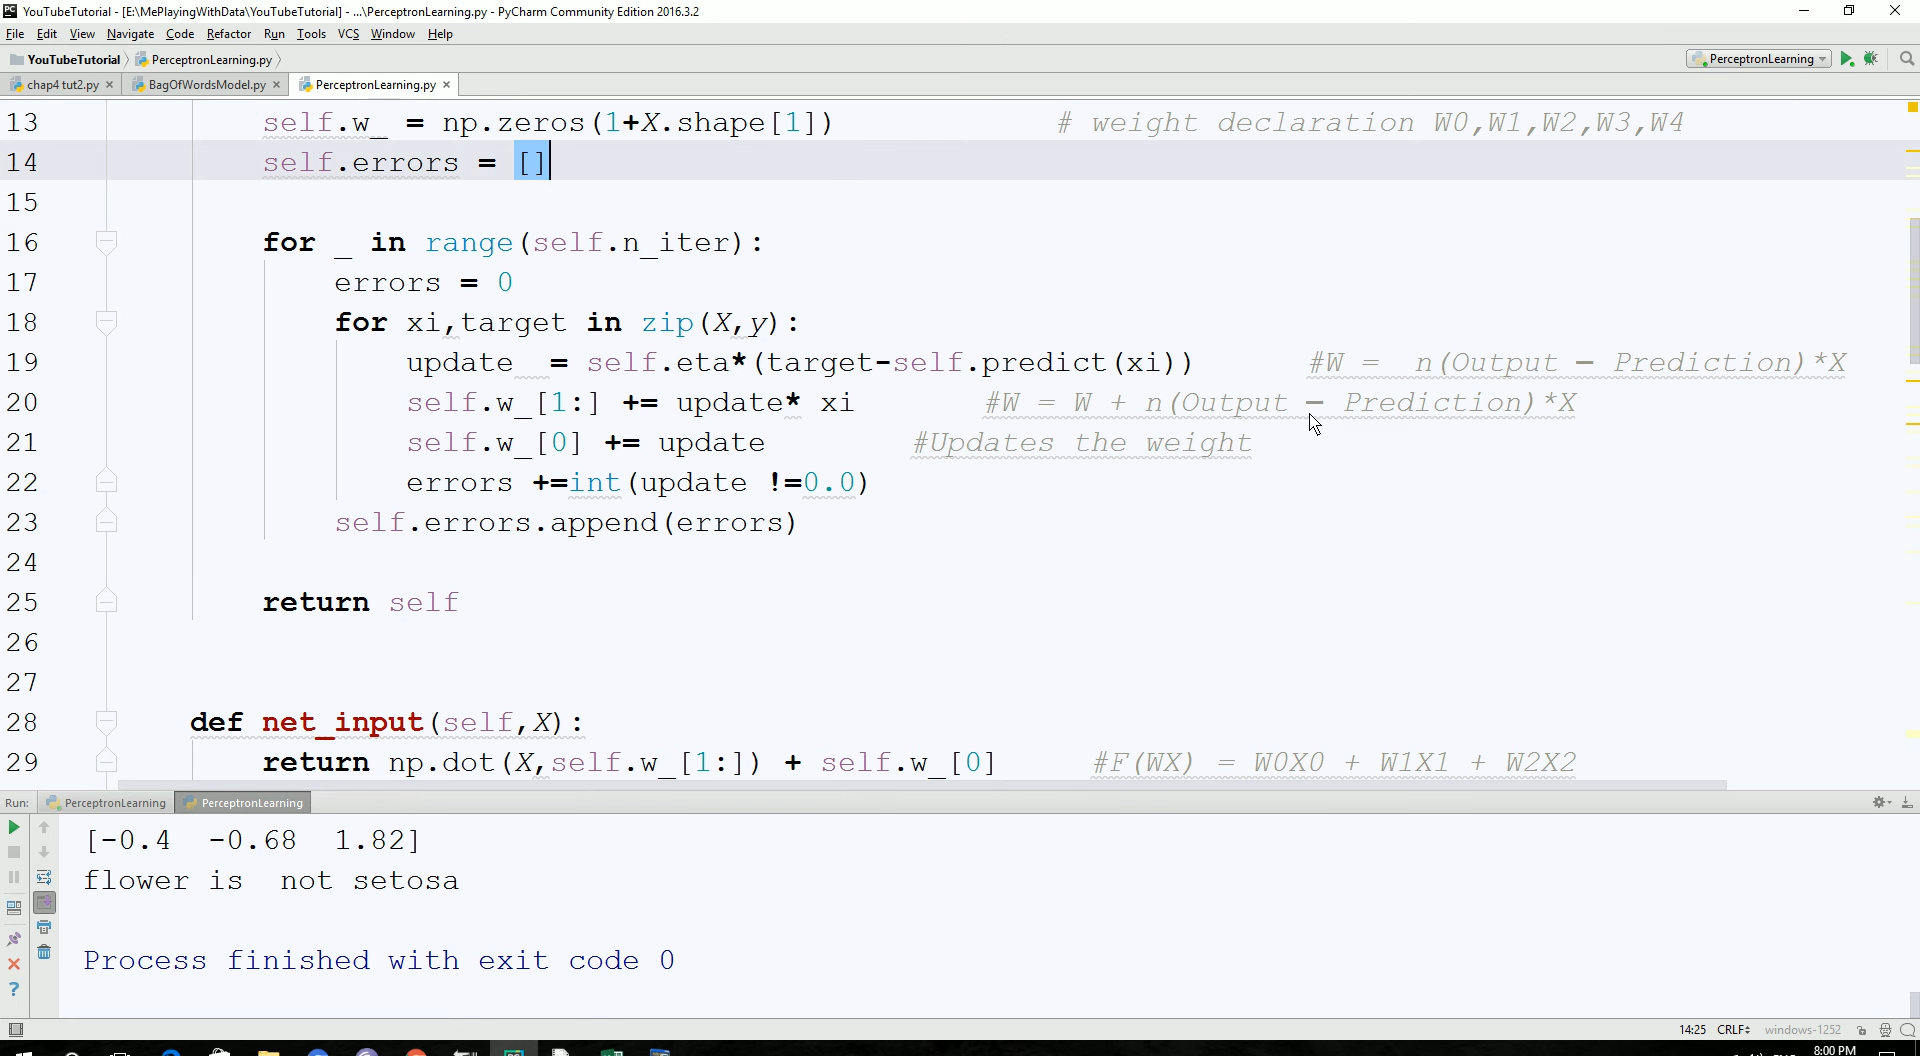 YouTubeTutorial - [E:\MePlayingWithData\YouTubeTutorial] - ...\PerceptronLearning.py - PyCharm Community Edition 2016.3.2
File Edit View Navigate Code Refactor Run Tools VCS Window Help
YouTubeTutorial PerceptronLearning.py PerceptronLearning
chap4 tut2.py BagOfWordsModel.py PerceptronLearning.py
13 self.w_ = np.zeros(1+X.shape[1]) # weight declaration W0,W1,W2,W3,W4
14 self.errors = []
15
16 for _ in range(self.n_iter):
17 errors = 0
18 for xi,target in zip(X,y):
19 update = self.eta*(target-self.predict(xi)) #W = n(Output - Prediction)*X
20 self.w_[1:] += update* xi #W = W + n(Output - Prediction)*X
21 self.w_[0] += update #Updates the weight
22 errors +=int(update !=0.0)
23 self.errors.append(errors)
24
25 return self
26
27
28 def net_input(self,X):
29 return np.dot(X,self.w_[1:]) + self.w_[0] #F(WX) = W0X0 + W1X1 + W2X2
Run: PerceptronLearning PerceptronLearning
[-0.4 -0.68 1.82]
flower is not setosa
Process finished with exit code 0
14:25 CRLF windows-1252
8:00 PM